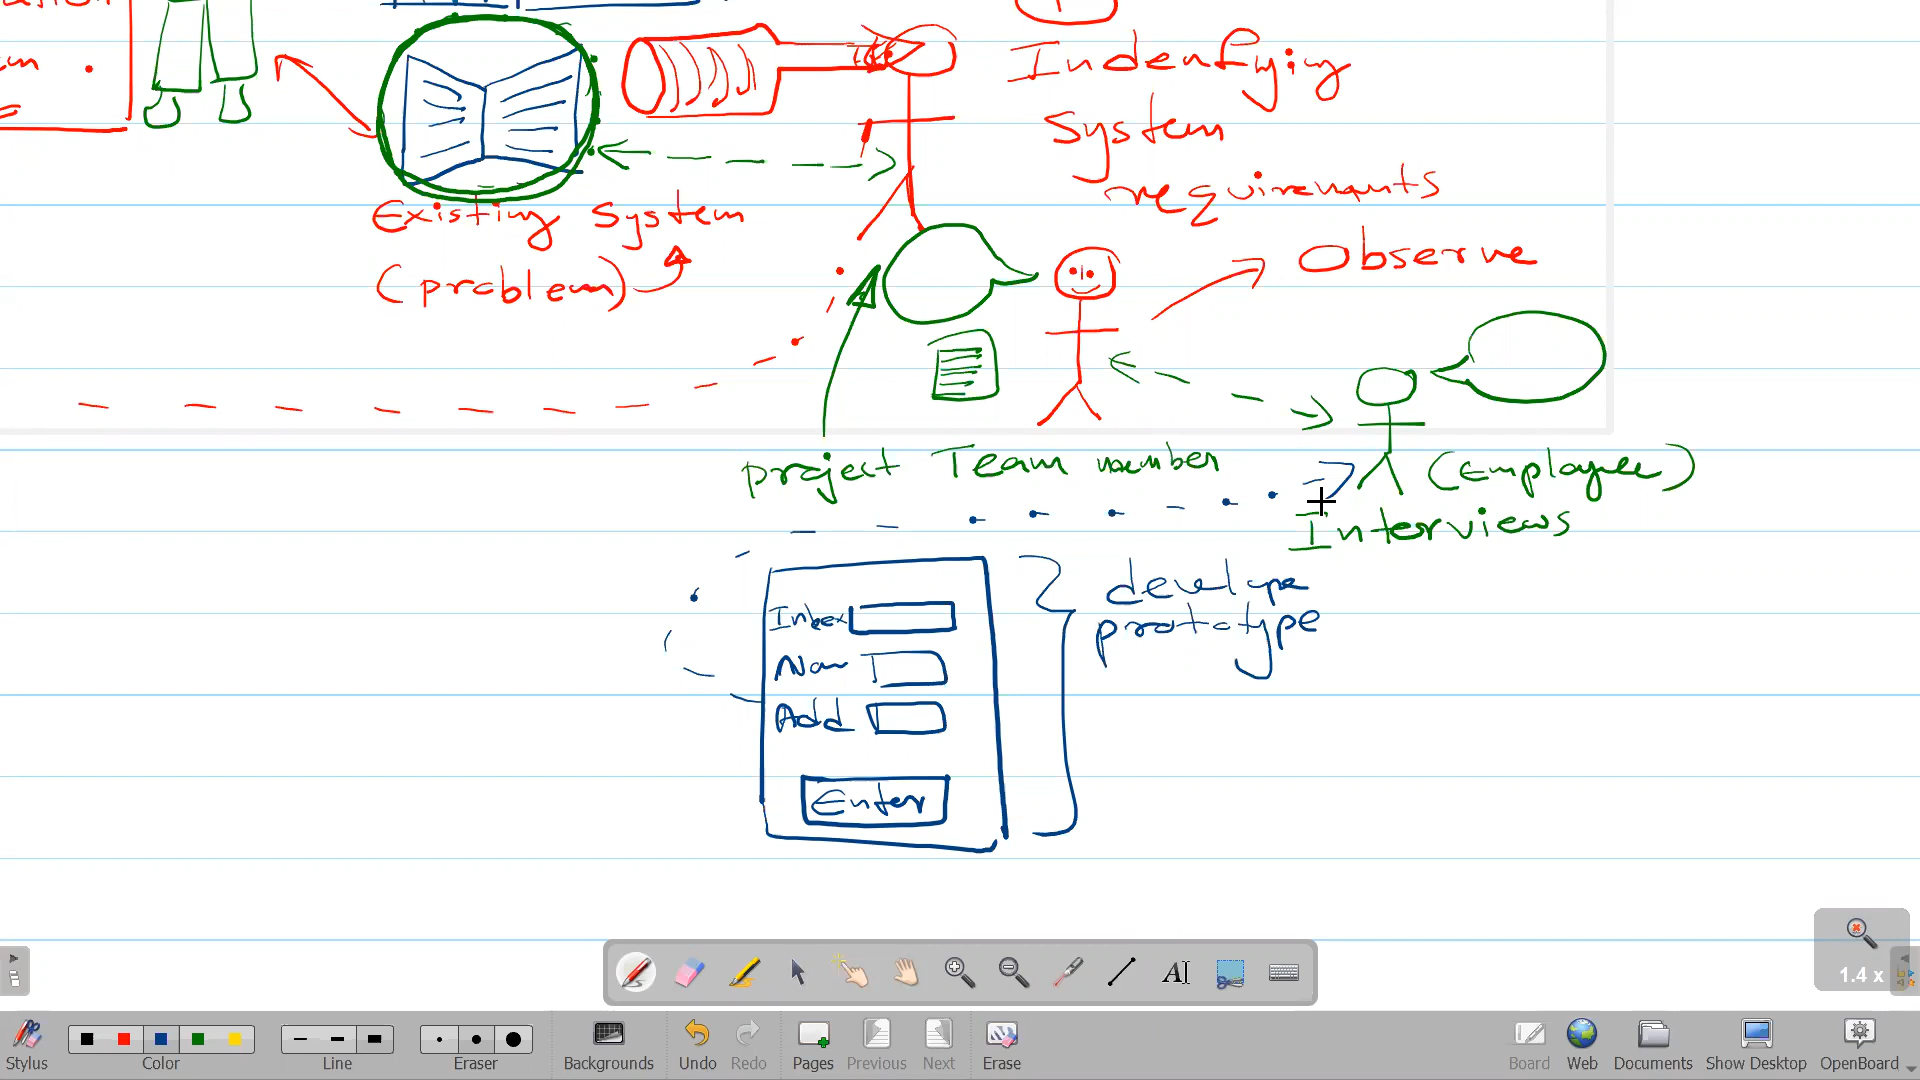 Indenfying
System
requirements
Existing System
(problem)
Observe
project Team member
(Employee)
Interviews
develope
prototype
Inbex
Nam
Add
Enter
1.4 x
Stylus
Color
Line
Eraser
Backgrounds
Undo
Redo
Pages
Previous
Next
Erase
Board
Web
Documents
Show Desktop
OpenBoard